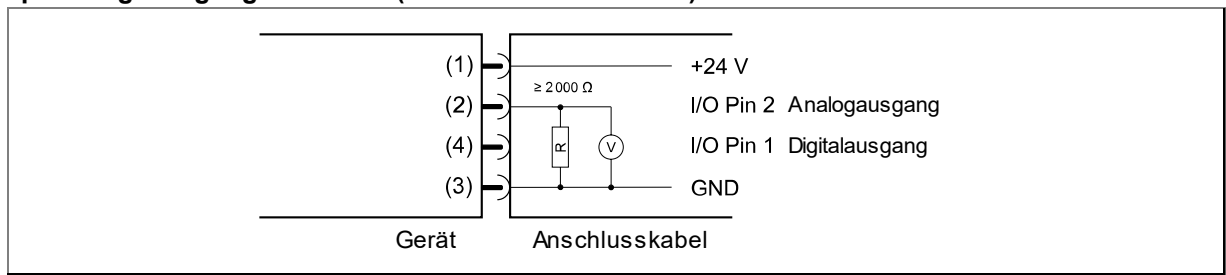 (1) +24 V
≥ 2 000 Ω
(2) I/O Pin 2 Analogausgang
(4) R V I/O Pin 1 Digitalausgang
(3) GND
Gerät Anschlusskabel